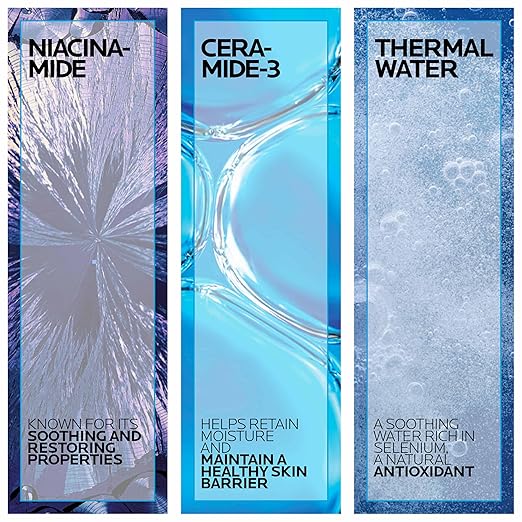 NIACINA-
MIDE
KNOWN FOR ITS
SOOTHING AND
RESTORING
PROPERTIES
CERA-
MIDE-3
HELPS RETAIN
MOISTURE
AND
MAINTAIN A
HEALTHY SKIN
BARRIER
THERMAL
WATER
A SOOTHING
WATER RICH IN
SELENIUM,
A NATURAL
ANTIOXIDANT